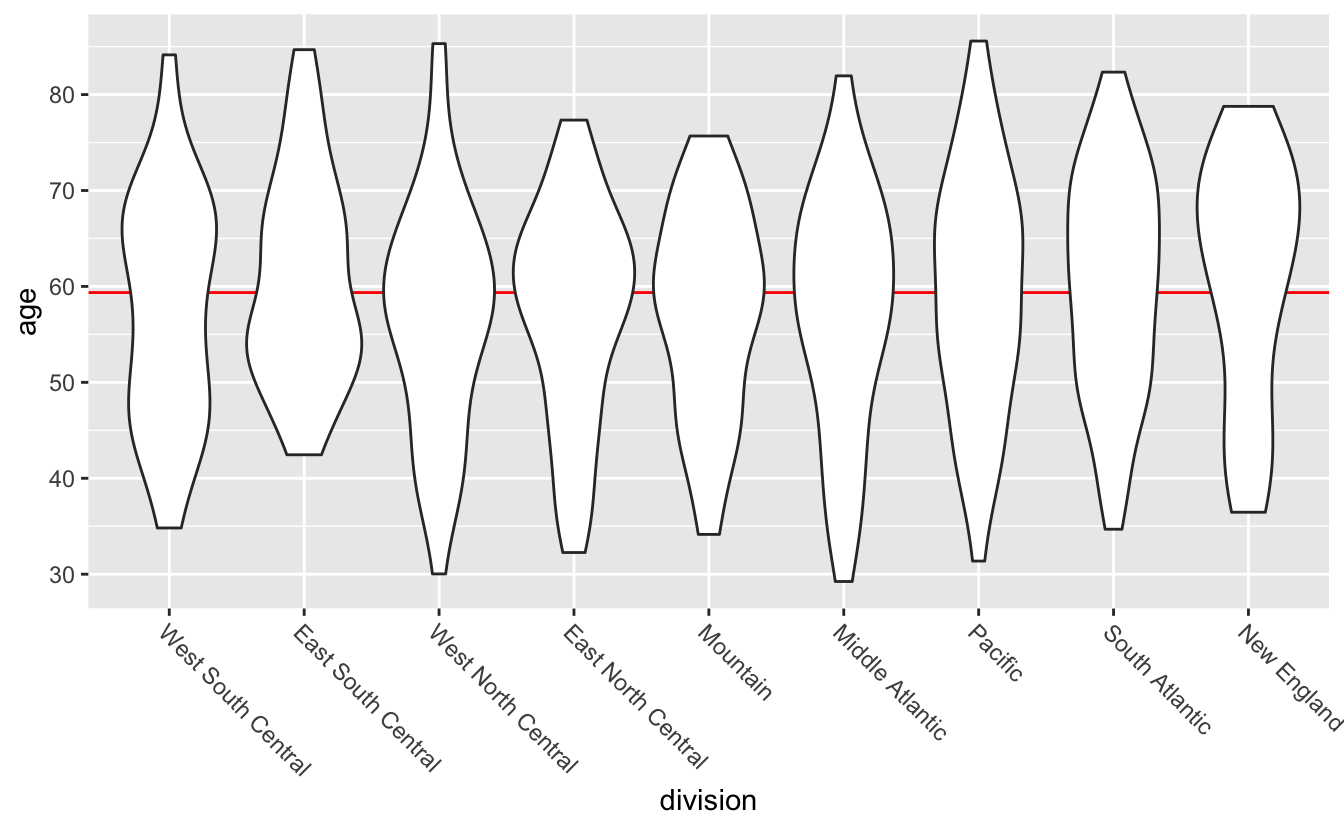 age
80
70
60
50
40
30
West South Central
East South Central
West North Central
East North Central
Mountain
Middle Atlantic
Pacific
South Atlantic
New England
division